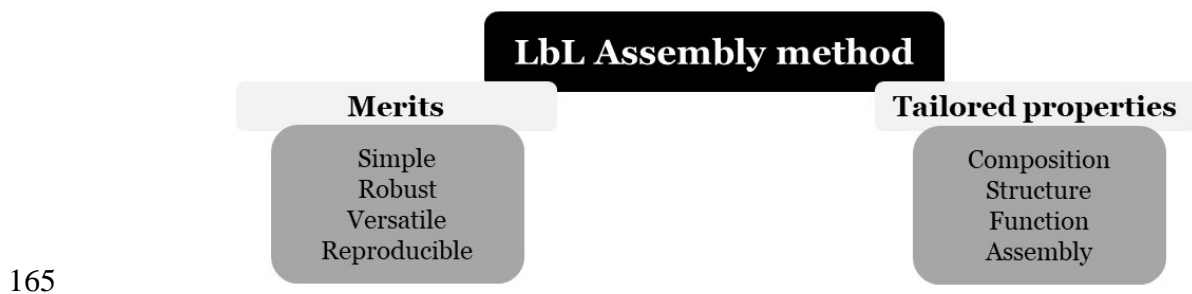 LbL Assembly method
Merits
Simple
Robust
Versatile
Reproducible
Tailored properties
Composition
Structure
Function
Assembly
165